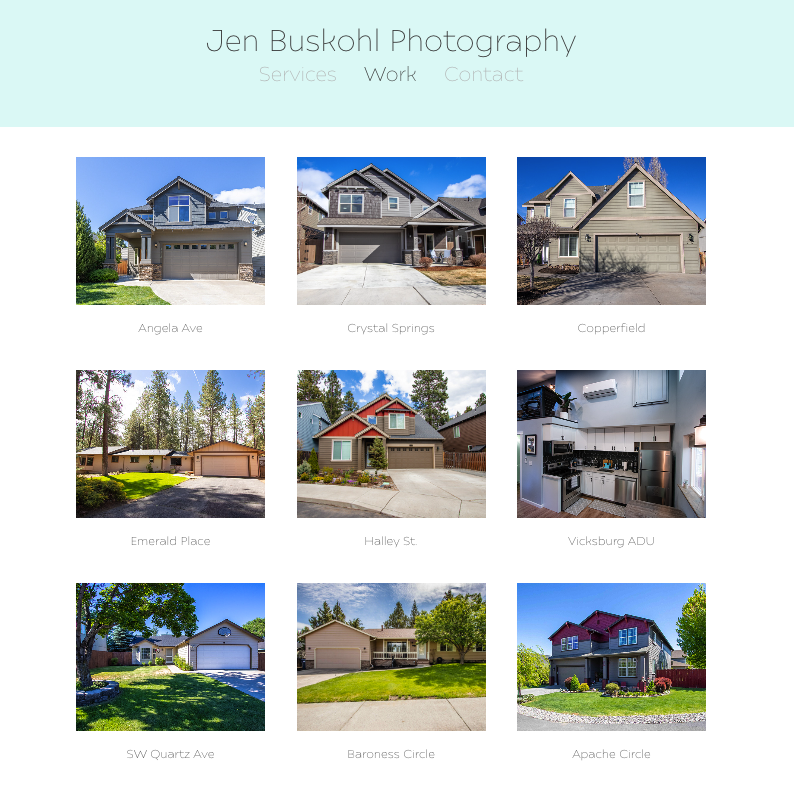 Jen Buskohl Photography
Services Work Contact
Angela Ave
Crystal Springs
Copperfield
Emerald Place
Halley St.
Vicksburg ADU
SW Quartz Ave
Baroness Circle
Apache Circle